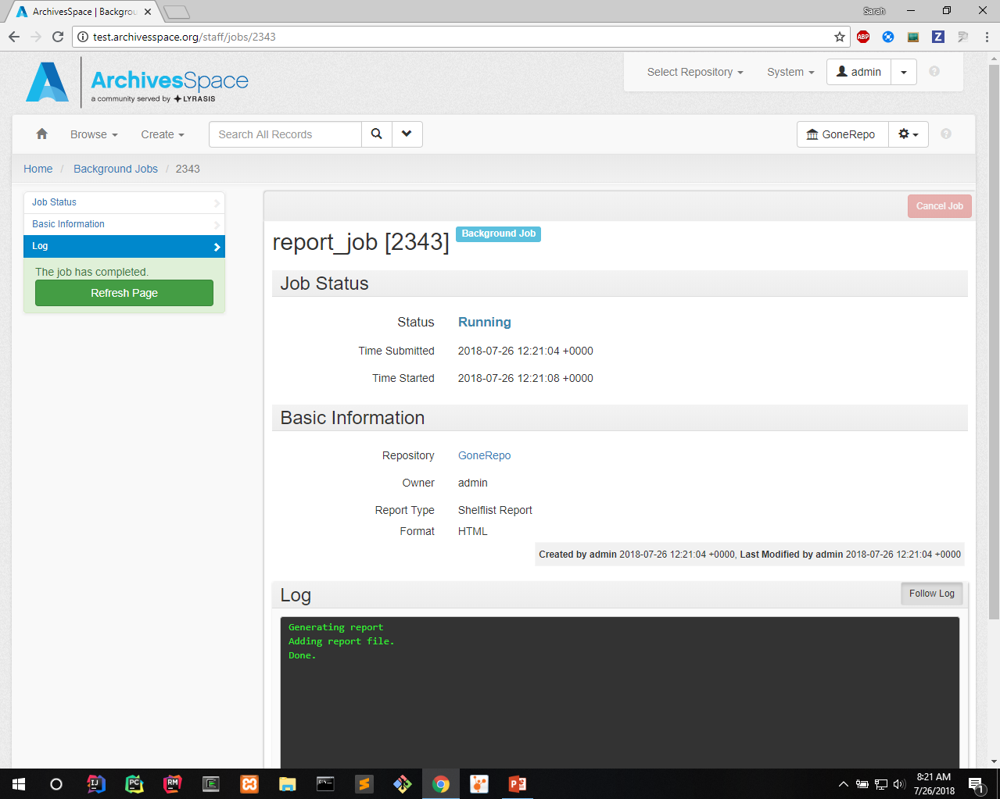 ArchivesSpace | Backgrou
Sarah
test.archivesspace.org/staff/jobs/2343
ABP
Z
ArchivesSpace
a community served by LYRASIS
Select Repository
System
admin
?
Browse
Create
Search All Records
GoneRepo
?
Home / Background Jobs / 2343
Job Status
Basic Information
Log
The job has completed.
Refresh Page
Cancel Job
report_job [2343] Background Job
Job Status
Status Running
Time Submitted 2018-07-26 12:21:04 +0000
Time Started 2018-07-26 12:21:08 +0000
Basic Information
Repository GoneRepo
Owner admin
Report Type Shelflist Report
Format HTML
Created by admin 2018-07-26 12:21:04 +0000, Last Modified by admin 2018-07-26 12:21:04 +0000
Log
Follow Log
Generating report
Adding report file.
Done.
IJ
PC
RM
8:21 AM
7/26/2018
1